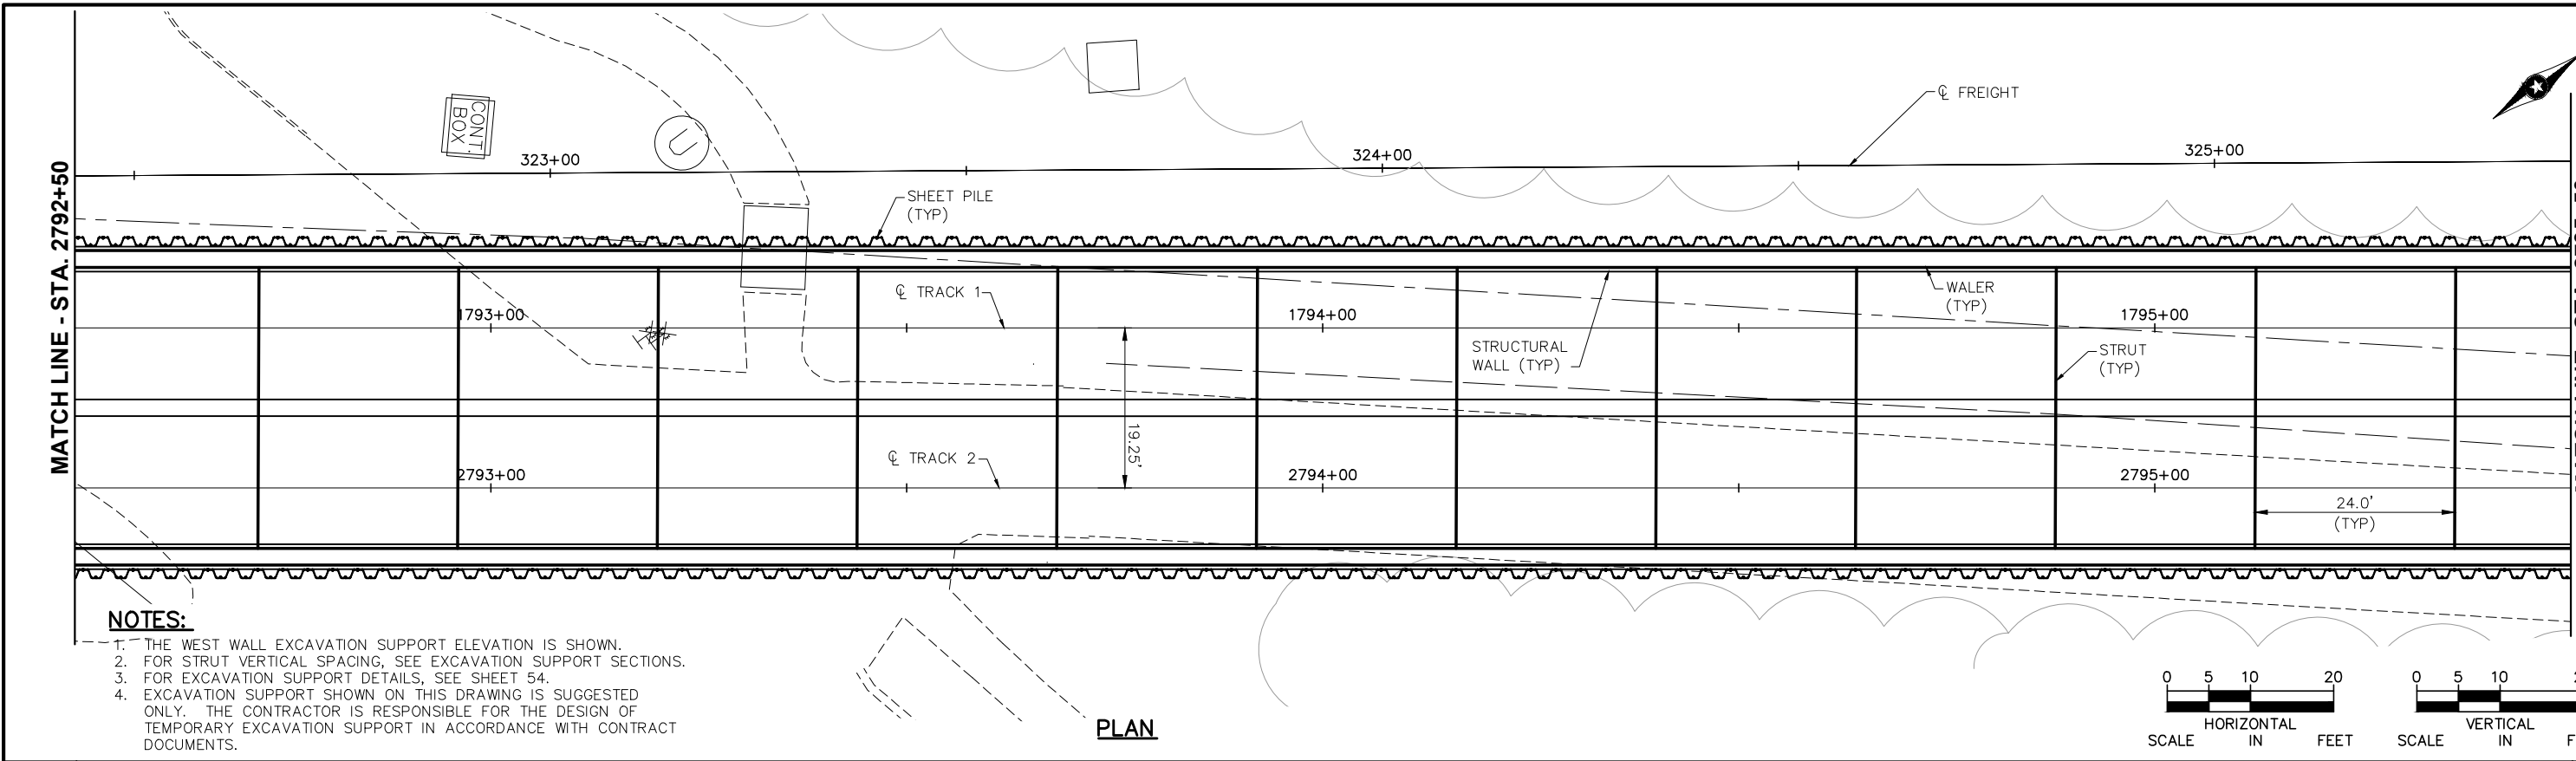 MATCH LINE - STA. 2792+50
CONT.
BOX
U
323+00
324+00
325+00
℄ FREIGHT
SHEET PILE
(TYP)
℄ TRACK 1
1793+00
1794+00
1795+00
WALER
(TYP)
STRUCTURAL
WALL (TYP)
STRUT
(TYP)
19.25'
℄ TRACK 2
2793+00
2794+00
2795+00
24.0'
(TYP)
NOTES:
1. THE WEST WALL EXCAVATION SUPPORT ELEVATION IS SHOWN.
2. FOR STRUT VERTICAL SPACING, SEE EXCAVATION SUPPORT SECTIONS.
3. FOR EXCAVATION SUPPORT DETAILS, SEE SHEET 54.
4. EXCAVATION SUPPORT SHOWN ON THIS DRAWING IS SUGGESTED
ONLY. THE CONTRACTOR IS RESPONSIBLE FOR THE DESIGN OF
TEMPORARY EXCAVATION SUPPORT IN ACCORDANCE WITH CONTRACT
DOCUMENTS.
PLAN
0 5 10 20
HORIZONTAL
SCALE IN FEET
0 5 10
VERTICAL
SCALE IN